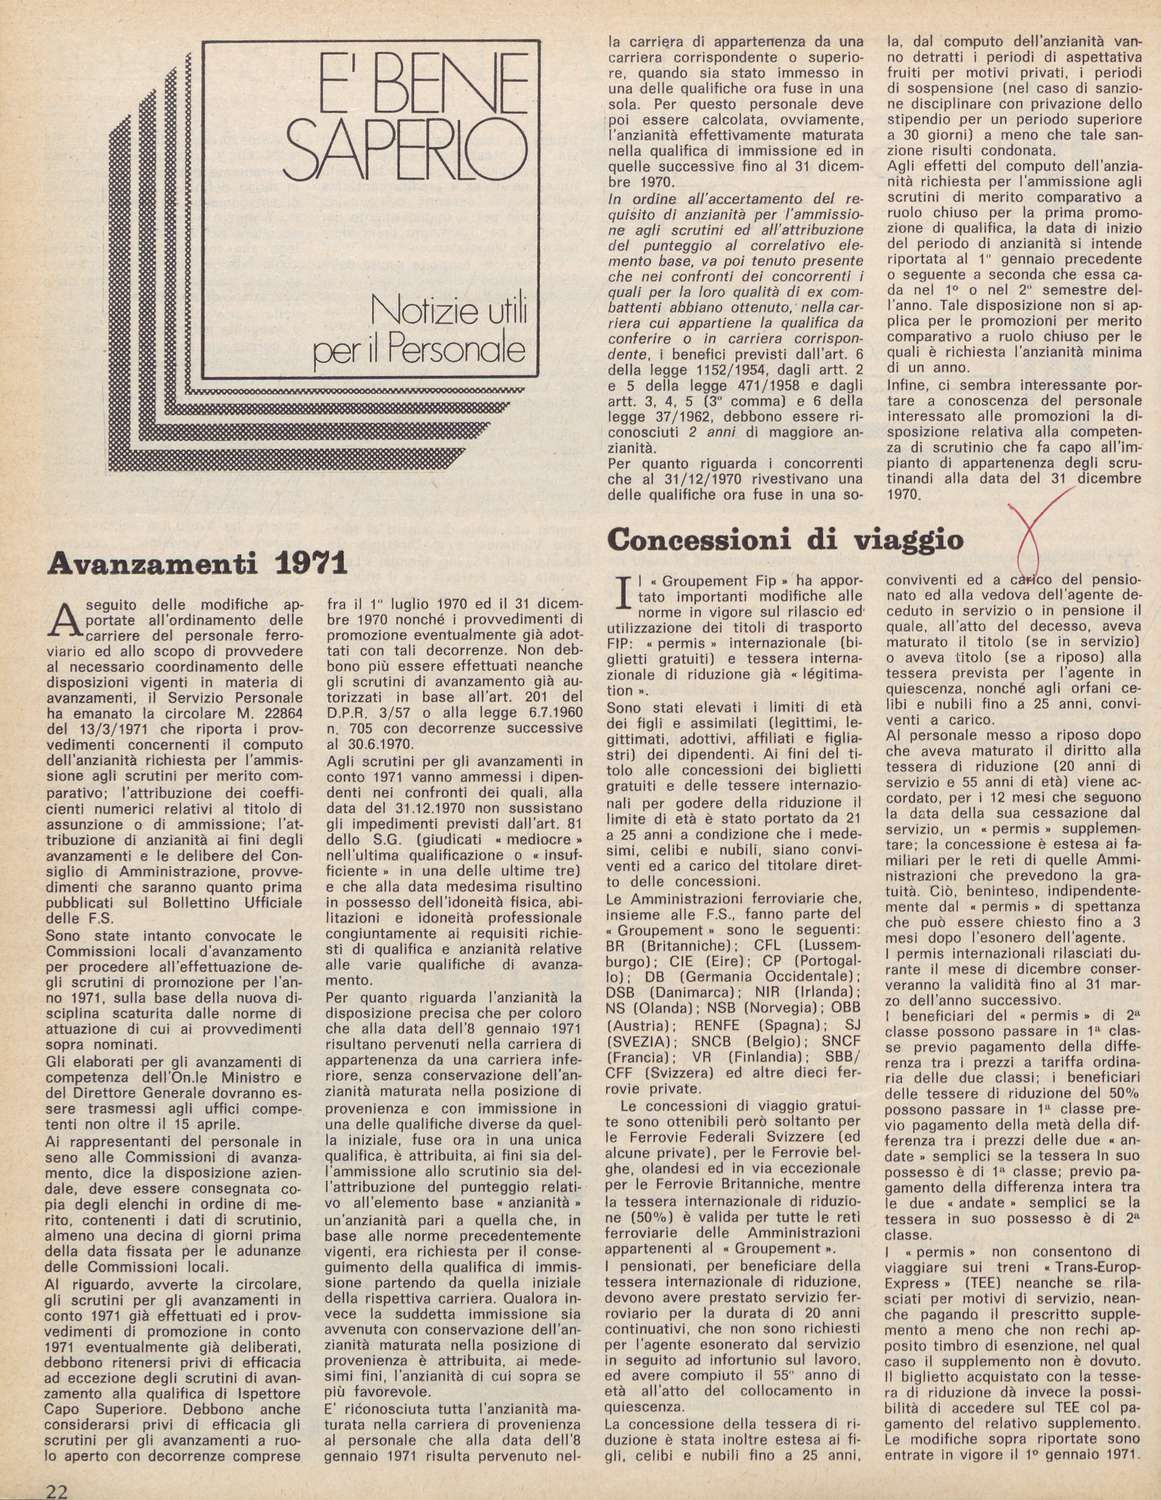 E' BENE
SAPERLO
Notizie utili
per il Personale
Avanzamenti 1971
A seguito delle modifiche ap-
portate all'ordinamento delle
carriere del personale ferro-
viario ed allo scopo di provvedere
al necessario coordinamento delle
disposizioni vigenti in materia di
avanzamenti, il Servizio Personale
ha emanato la circolare M. 22864
del 13/3/1971 che riporta i prov-
vedimenti concernenti il computo
dell'anzianità richiesta per l'ammis-
sione agli scrutini per merito com-
parativo; l'attribuzione dei coeffi-
cienti numerici relativi al titolo di
assunzione o di ammissione; l'at-
tribuzione di anzianità ai fini degli
avanzamenti e le delibere del Con-
siglio di Amministrazione, provve-
dimenti che saranno quanto prima
pubblicati sul Bollettino Ufficiale
delle F.S.
Sono state intanto convocate le
Commissioni locali d'avanzamento
per procedere all'effettuazione de-
gli scrutini di promozione per l'an-
no 1971, sulla base della nuova di-
sciplina scaturita dalle norme di
attuazione di cui ai provvedimenti
sopra nominati.
Gli elaborati per gli avanzamenti di
competenza dell'On.le Ministro e
del Direttore Generale dovranno es-
sere trasmessi agli uffici compe-
tenti non oltre il 15 aprile.
Ai rappresentanti del personale in
seno alle Commissioni di avanza-
mento, dice la disposizione azien-
dale, deve essere consegnata co-
pia degli elenchi in ordine di me-
rito, contenenti i dati di scrutinio,
almeno una decina di giorni prima
della data fissata per le adunanze
delle Commissioni locali.
Al riguardo, avverte la circolare,
gli scrutini per gli avanzamenti in
conto 1971 già effettuati ed i prov-
vedimenti di promozione in conto
1971 eventualmente già deliberati,
debbono ritenersi privi di efficacia
ad eccezione degli scrutini di avan-
zamento alla qualifica di Ispettore
Capo Superiore. Debbono anche
considerarsi privi di efficacia gli
scrutini per gli avanzamenti a ruo-
lo aperto con decorrenze comprese
fra il 1° luglio 1970 ed il 31 dicem-
bre 1970 nonché i provvedimenti di
promozione eventualmente già adot-
tati con tali decorrenze. Non deb-
bono più essere effettuati neanche
gli scrutini di avanzamento già au-
torizzati in base all'art. 201 del
D.P.R. 3/57 o alla legge 6.7.1960
n. 705 con decorrenze successive
al 30.6.1970.
Agli scrutini per gli avanzamenti in
conto 1971 vanno ammessi i dipen-
denti nei confronti dei quali, alla
data del 31.12.1970 non sussistano
gli impedimenti previsti dall'art. 81
dello S.G. (giudicati « mediocre »
nell'ultima qualificazione o « insuf-
ficiente » in una delle ultime tre)
e che alla data medesima risultino
in possesso dell'idoneità fisica, abi-
litazioni e idoneità professionale
congiuntamente ai requisiti richie-
sti di qualifica e anzianità relative
alle varie qualifiche di avanza-
mento.
Per quanto riguarda l'anzianità la
disposizione precisa che per coloro
che alla data dell'8 gennaio 1971
risultano pervenuti nella carriera di
appartenenza da una carriera infe-
riore, senza conservazione dell'an-
zianità maturata nella posizione di
provenienza e con immissione in
una delle qualifiche diverse da quel-
la iniziale, fuse ora in una unica
qualifica, è attribuita, ai fini sia del-
l'ammissione allo scrutinio sia del-
l'attribuzione del punteggio relati-
vo all'elemento base « anzianità »
un'anzianità pari a quella che, in
base alle norme precedentemente
vigenti, era richiesta per il conse-
guimento della qualifica di immis-
sione partendo da quella iniziale
della rispettiva carriera. Qualora in-
vece la suddetta immissione sia
avvenuta con conservazione dell'an-
zianità maturata nella posizione di
provenienza è attribuita, ai mede-
simi fini, l'anzianità di cui sopra se
più favorevole.
E' riconosciuta tutta l'anzianità ma-
turata nella carriera di provenienza
al personale che alla data dell'8
gennaio 1971 risulta pervenuto nel-
la carriera di appartenenza da una
carriera corrispondente o superio-
re, quando sia stato immesso in
una delle qualifiche ora fuse in una
sola. Per questo personale deve
poi essere calcolata, ovviamente,
l'anzianità effettivamente maturata
nella qualifica di immissione ed in
quelle successive fino al 31 dicem-
bre 1970.
In ordine all'accertamento del re-
quisito di anzianità per l'ammissio-
ne agli scrutini ed all'attribuzione
del punteggio al correlativo ele-
mento base, va poi tenuto presente
che nei confronti dei concorrenti i
quali per la loro qualità di ex com-
battenti abbiano ottenuto, nella car-
riera cui appartiene la qualifica da
conferire o in carriera corrispon-
dente, i benefici previsti dall'art. 6
della legge 1152/1954, dagli artt. 2
e 5 della legge 471/1958 e dagli
artt. 3, 4, 5 (3° comma) e 6 della
legge 37/1962, debbono essere ri-
conosciuti 2 anni di maggiore an-
zianità.
Per quanto riguarda i concorrenti
che al 31/12/1970 rivestivano una
delle qualifiche ora fuse in una so-
la, dal computo dell'anzianità van-
no detratti i periodi di aspettativa
fruiti per motivi privati, i periodi
di sospensione (nel caso di sanzio-
ne disciplinare con privazione dello
stipendio per un periodo superiore
a 30 giorni) a meno che tale san-
zione risulti condonata.
Agli effetti del computo dell'anzia-
nità richiesta per l'ammissione agli
scrutini di merito comparativo a
ruolo chiuso per la prima promo-
zione di qualifica, la data di inizio
del periodo di anzianità si intende
riportata al 1° gennaio precedente
o seguente a seconda che essa ca-
da nel 1° o nel 2° semestre del-
l'anno. Tale disposizione non si ap-
plica per le promozioni per merito
comparativo a ruolo chiuso per le
quali è richiesta l'anzianità minima
di un anno.
Infine, ci sembra interessante por-
tare a conoscenza del personale
interessato alle promozioni la di-
sposizione relativa alla competen-
za di scrutinio che fa capo all'im-
pianto di appartenenza degli scru-
tinandi alla data del 31 dicembre
1970.
Concessioni di viaggio
Il « Groupement Fip » ha appor-
tato importanti modifiche alle
norme in vigore sul rilascio ed
utilizzazione dei titoli di trasporto
FIP: « permis » internazionale (bi-
glietti gratuiti) e tessera interna-
zionale di riduzione già « légitima-
tion ».
Sono stati elevati i limiti di età
dei figli e assimilati (legittimi, le-
gittimati, adottivi, affiliati e figlia-
stri) dei dipendenti. Ai fini del ti-
tolo alle concessioni dei biglietti
gratuiti e delle tessere internazio-
nali per godere della riduzione il
limite di età è stato portato da 21
a 25 anni a condizione che i mede-
simi, celibi e nubili, siano convi-
venti ed a carico del titolare diret-
to delle concessioni.
Le Amministrazioni ferroviarie che,
insieme alle F.S., fanno parte del
« Groupement » sono le seguenti:
BR (Britanniche); CFL (Lussem-
burgo); CIE (Eire); CP (Portogal-
lo); DB (Germania Occidentale);
DSB (Danimarca); NIR (Irlanda);
NS (Olanda); NSB (Norvegia); OBB
(Austria); RENFE (Spagna); SJ
(SVEZIA); SNCB (Belgio); SNCF
(Francia); VR (Finlandia); SBB/
CFF (Svizzera) ed altre dieci fer-
rovie private.
Le concessioni di viaggio gratui-
te sono ottenibili però soltanto per
le Ferrovie Federali Svizzere (ed
alcune private), per le Ferrovie bel-
ghe, olandesi ed in via eccezionale
per le Ferrovie Britanniche, mentre
la tessera internazionale di riduzio-
ne (50%) è valida per tutte le reti
ferroviarie delle Amministrazioni
appartenenti al « Groupement ».
I pensionati, per beneficiare della
tessera internazionale di riduzione,
devono avere prestato servizio fer-
roviario per la durata di 20 anni
continuativi, che non sono richiesti
per l'agente esonerato dal servizio
in seguito ad infortunio sul lavoro,
ed avere compiuto il 55° anno di
età all'atto del collocamento in
quiescenza.
La concessione della tessera di ri-
duzione è stata inoltre estesa ai fi-
gli, celibi e nubili fino a 25 anni,
conviventi ed a carico del pensio-
nato ed alla vedova dell'agente de-
ceduto in servizio o in pensione il
quale, all'atto del decesso, aveva
maturato il titolo (se in servizio)
o aveva titolo (se a riposo) alla
tessera prevista per l'agente in
quiescenza, nonché agli orfani ce-
libi e nubili fino a 25 anni, convi-
venti a carico.
Al personale messo a riposo dopo
che aveva maturato il diritto alla
tessera di riduzione (20 anni di
servizio e 55 anni di età) viene ac-
cordato, per i 12 mesi che seguono
la data della sua cessazione dal
servizio, un « permis » supplemen-
tare; la concessione è estesa ai fa-
miliari per le reti di quelle Ammi-
nistrazioni che prevedono la gra-
tuità. Ciò, beninteso, indipendente-
mente dal « permis » di spettanza
che può essere chiesto fino a 3
mesi dopo l'esonero dell'agente.
I permis internazionali rilasciati du-
rante il mese di dicembre conser-
veranno la validità fino al 31 mar-
zo dell'anno successivo.
I beneficiari del « permis » di 2ª
classe possono passare in 1ª clas-
se previo pagamento della diffe-
renza tra i prezzi a tariffa ordina-
ria delle due classi; i beneficiari
delle tessere di riduzione del 50%
possono passare in 1ª classe pre-
vio pagamento della metà della dif-
ferenza tra i prezzi delle due « an-
date » semplici se la tessera In suo
possesso è di 1ª classe; previo pa-
gamento della differenza intera tra
le due « andate » semplici se la
tessera in suo possesso è di 2ª
classe.
I « permis » non consentono di
viaggiare sui treni « Trans-Europ-
Express » (TEE) neanche se rila-
sciati per motivi di servizio, nean-
che pagando il prescritto supple-
mento a meno che non rechi ap-
posito timbro di esenzione, nel qual
caso il supplemento non è dovuto.
Il biglietto acquistato con la tesse-
ra di riduzione dà invece la possi-
bilità di accedere sul TEE col pa-
gamento del relativo supplemento.
Le modifiche sopra riportate sono
entrate in vigore il 1° gennaio 1971.
22